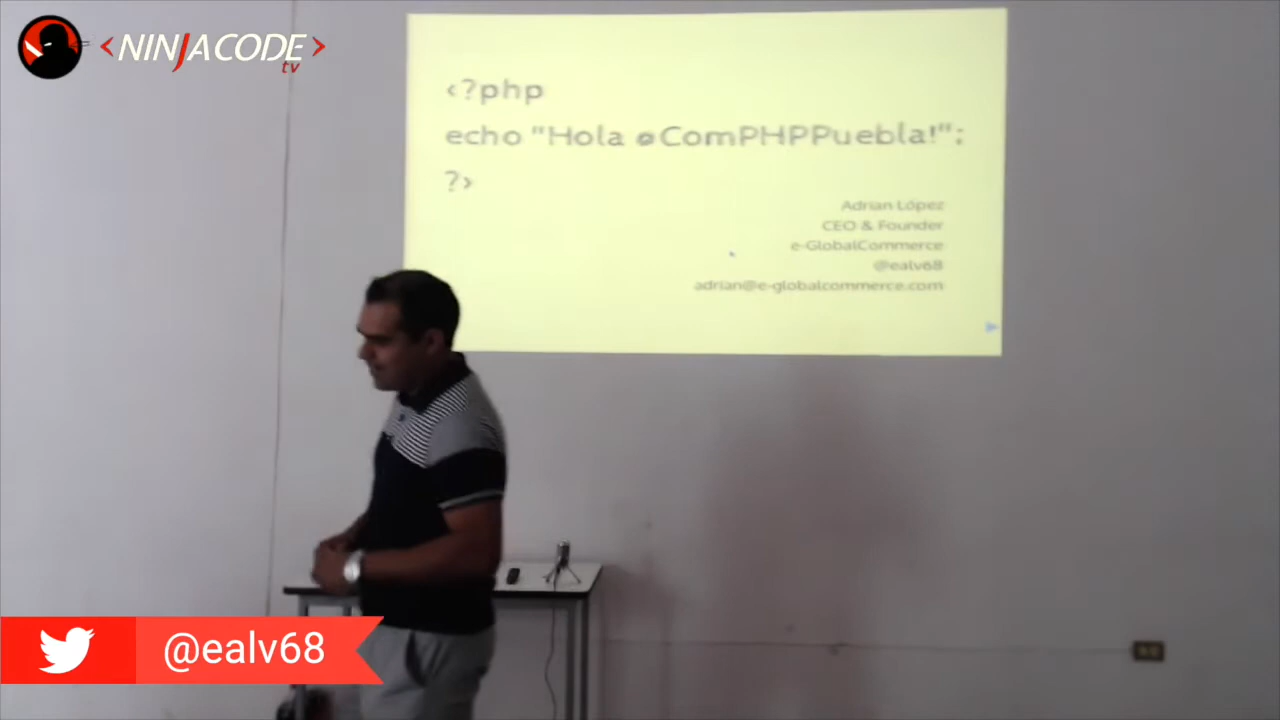 <NINJACODE>
tv
<?php
echo "Hola @ComPHPPuebla!";
?>
Adrian López
CEO & Founder
e-GlobalCommerce
@ealv68
adrian@e-globalcommerce.com
@ealv68